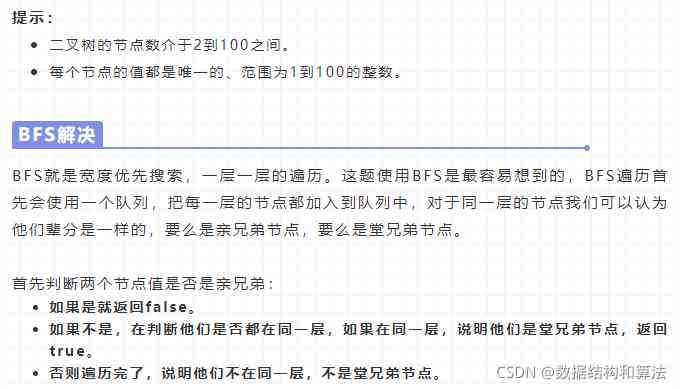 提示：
二叉树的节点数介于2到100之间。
每个节点的值都是唯一的、范围为1到100的整数。
BFS解决
BFS就是宽度优先搜索，一层一层的遍历。这题使用BFS是最容易想到的，BFS遍历首
先会使用一个队列，把每一层的节点都加入到队列中，对于同一层的节点我们可以认为
他们辈分是一样的，要么是亲兄弟节点，要么是堂兄弟节点。
首先判断两个节点值是否是亲兄弟：
如果是就返回false。
如果不是，在判断他们是否都在同一层，如果在同一层，说明他们是堂兄弟节点，返回
true。
否则遍历完了，说明他们不在同一层，不是堂兄弟节点。
CSDN @数据结构和算法